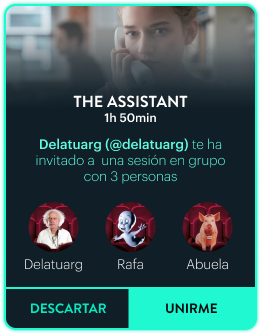 THE ASSISTANT
1h 50min
Delatuarg (@delatuarg) te ha
invitado a una sesión en grupo
con 3 personas
Delatuarg
Rafa
Abuela
DESCARTAR
UNIRME